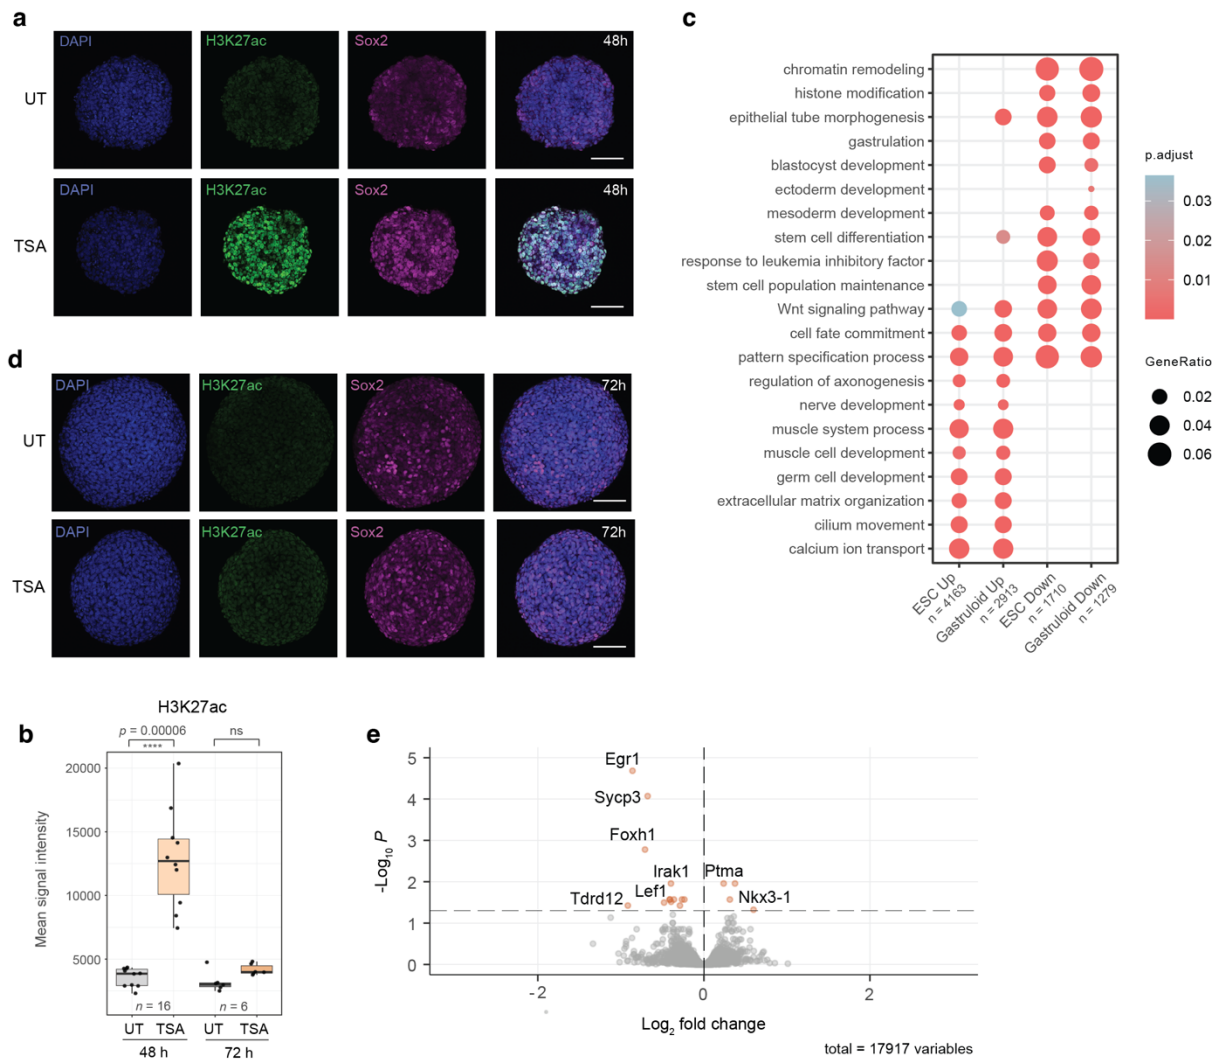 a
DAPI
H3K27ac
Sox2
48h
UT
DAPI
H3K27ac
Sox2
48h
TSA
d
DAPI
H3K27ac
Sox2
72h
UT
DAPI
H3K27ac
Sox2
72h
TSA
c
chromatin remodeling
histone modification
epithelial tube morphogenesis
gastrulation
blastocyst development
ectoderm development
mesoderm development
stem cell differentiation
response to leukemia inhibitory factor
stem cell population maintenance
Wnt signaling pathway
cell fate commitment
pattern specification process
regulation of axonogenesis
nerve development
muscle system process
muscle cell development
germ cell development
extracellular matrix organization
cilium movement
calcium ion transport
ESC Up
n = 4163
Gastruloid Up
n = 2913
ESC Down
n = 1710
Gastruloid Down
n = 1279
p.adjust
0.03
0.02
0.01
GeneRatio
0.02
0.04
0.06
b
H3K27ac
p = 0.00006
****
ns
20000
15000
10000
5000
Mean signal intensity
n = 16
n = 6
UT TSA UT TSA
48 h
72 h
e
5
4
3
2
1
0
-Log10 P
Egr1
Sycp3
Foxh1
Irak1
Ptma
Lef1
Tdrd12
Nkx3-1
-2
0
2
Log2 fold change
total = 17917 variables